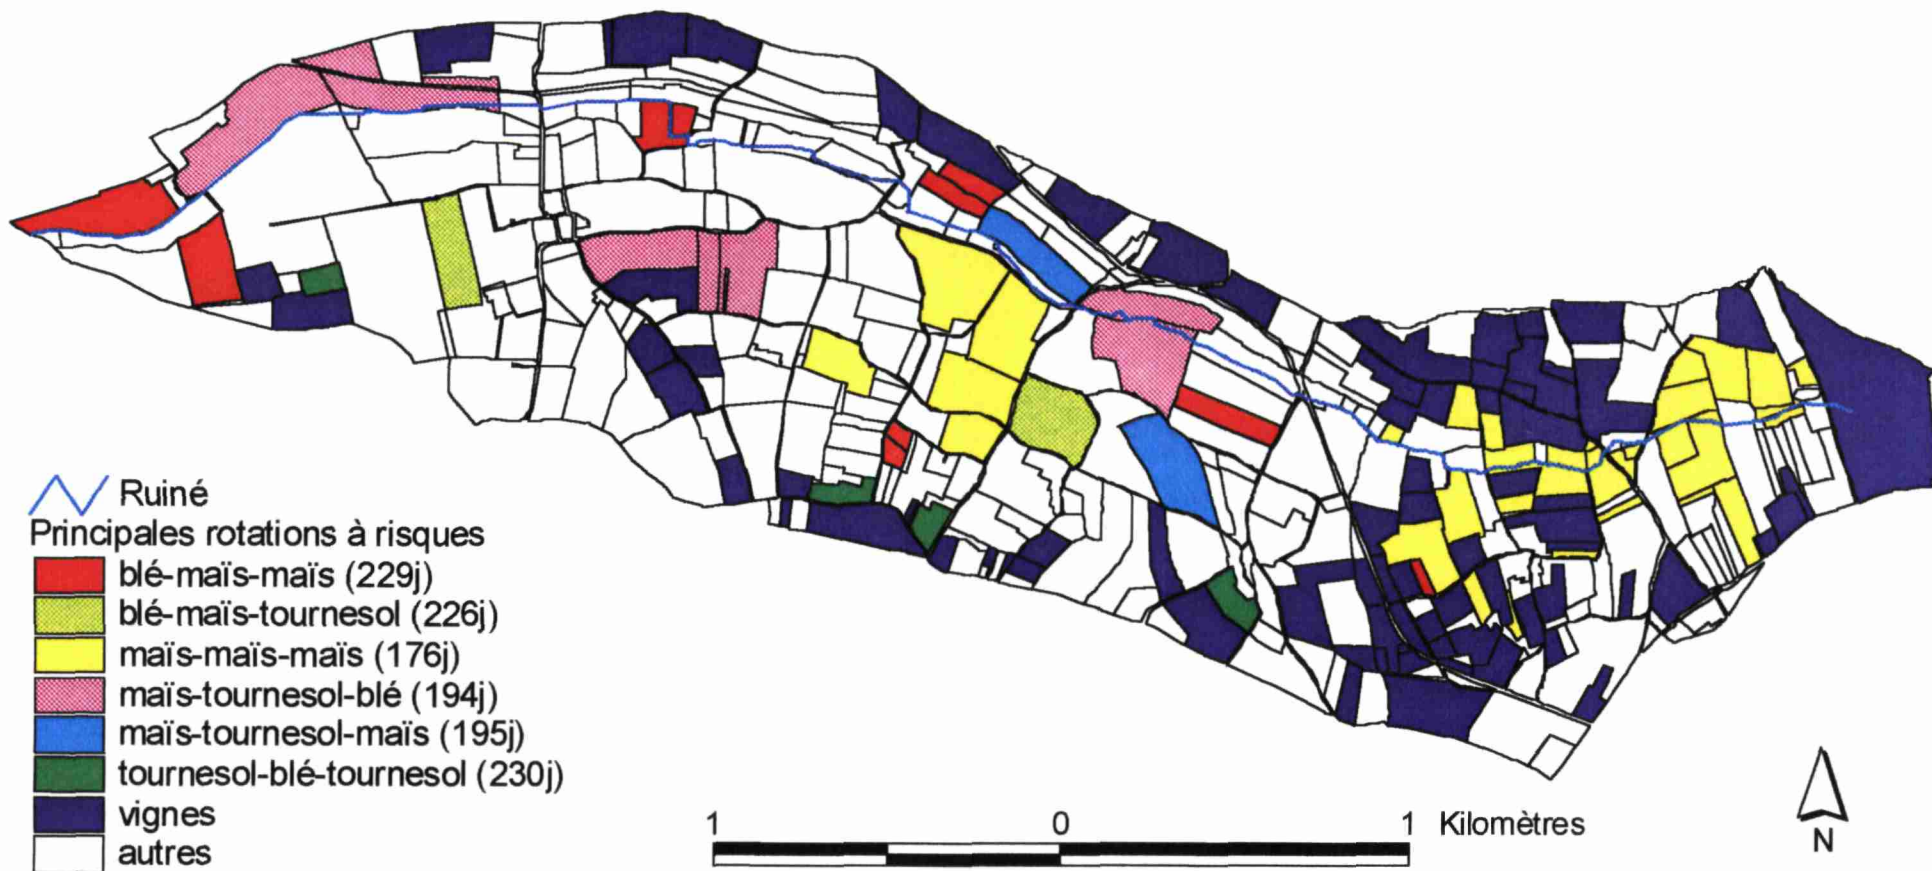 Ruiné
Principales rotations à risques
blé-maïs-maïs (229j)
blé-maïs-tournesol (226j)
maïs-maïs-maïs (176j)
maïs-tournesol-blé (194j)
maïs-tournesol-maïs (195j)
tournesol-blé-tournesol (230j)
vignes
autres
1 0 1 Kilomètres
N